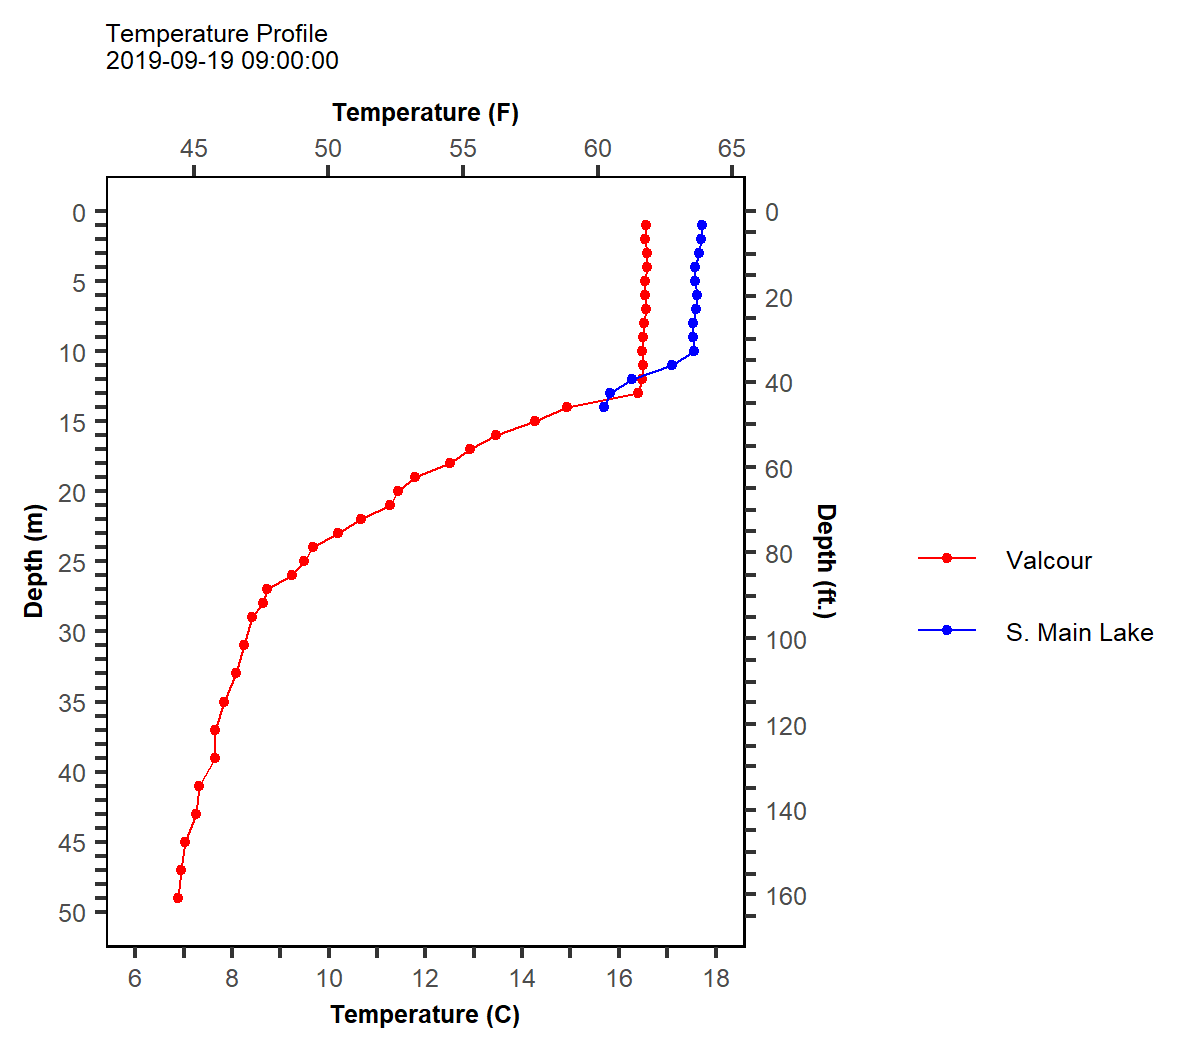 Temperature Profile
2019-09-19 09:00:00
Temperature (F)
45 50 55 60 65
0
5
10
15
20
25
30
35
40
45
50
Depth (m)
0
20
40
60
80
100
120
140
160
Depth (ft.)
Valcour
S. Main Lake
6 8 10 12 14 16 18
Temperature (C)